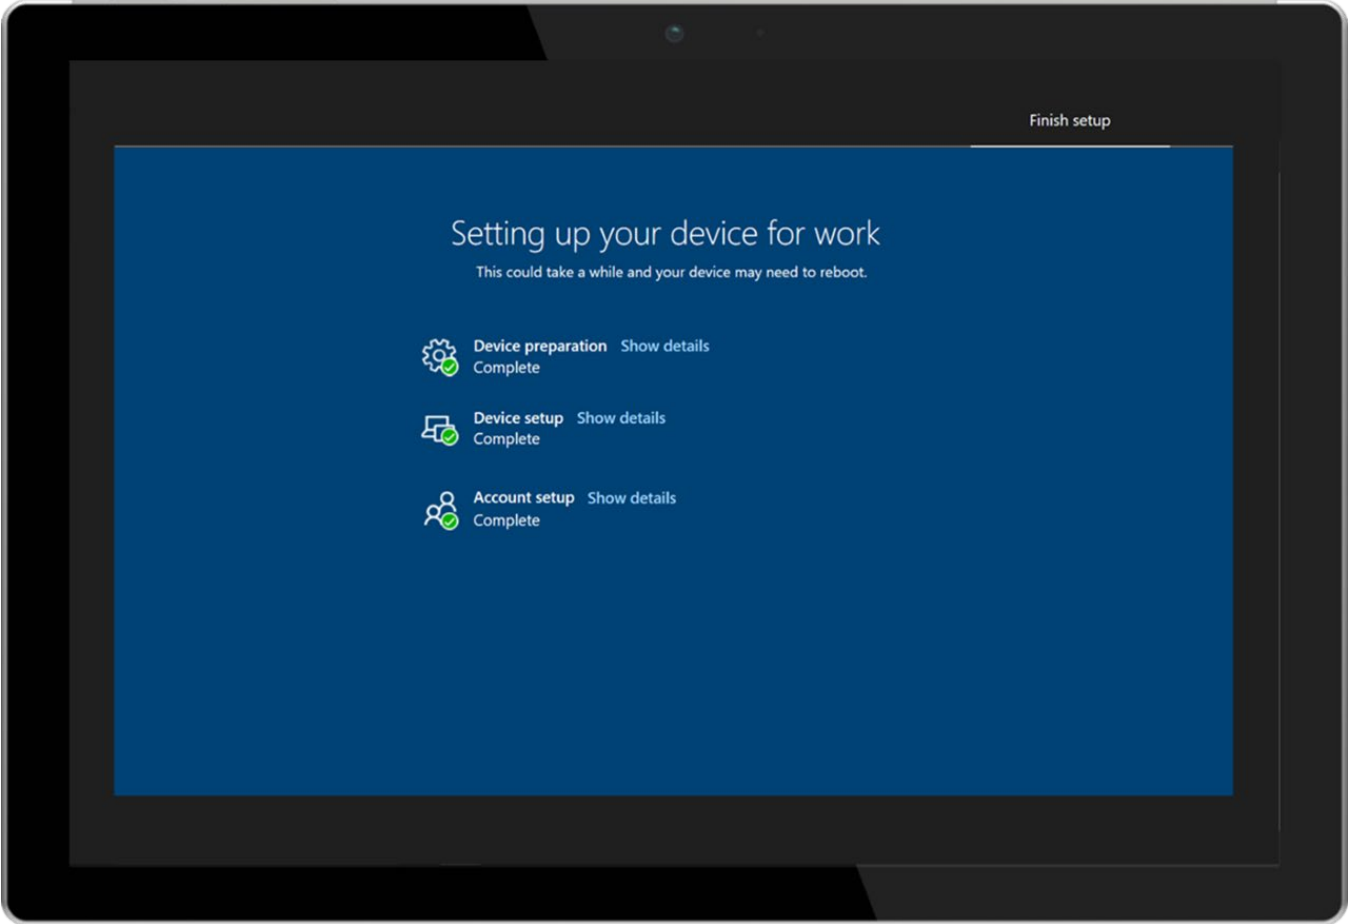 Finish setup
Setting up your device for work
This could take a while and your device may need to reboot.
Device preparation Show details
Complete
Device setup Show details
Complete
Account setup Show details
Complete